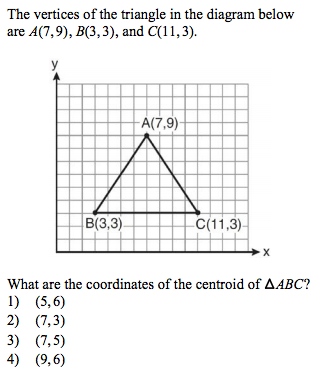 The vertices of the triangle in the diagram below
are A(7,9), B(3,3), and C(11,3).
y
A(7,9)
B(3,3)
C(11,3)
x
What are the coordinates of the centroid of ΔABC?
1) (5,6)
2) (7,3)
3) (7,5)
4) (9,6)